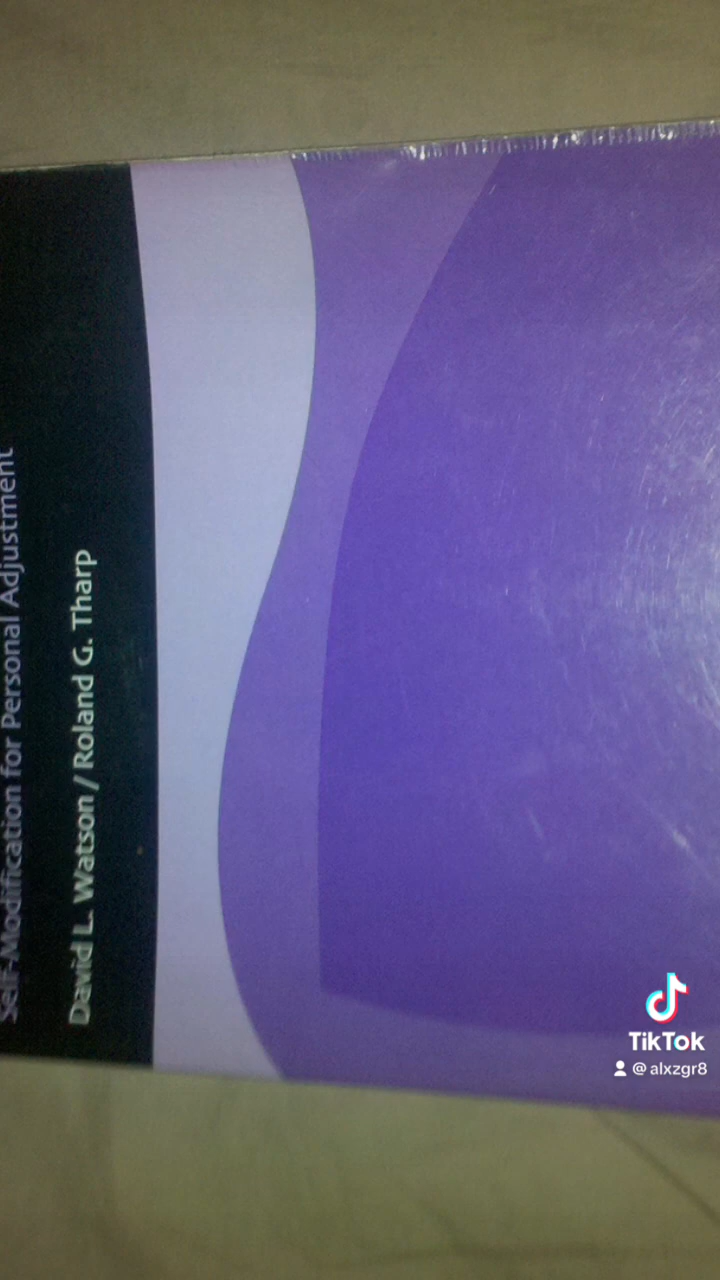 Self-Modification for Personal Adjustment
David L. Watson / Roland G. Tharp
TikTok
@alxzgr8